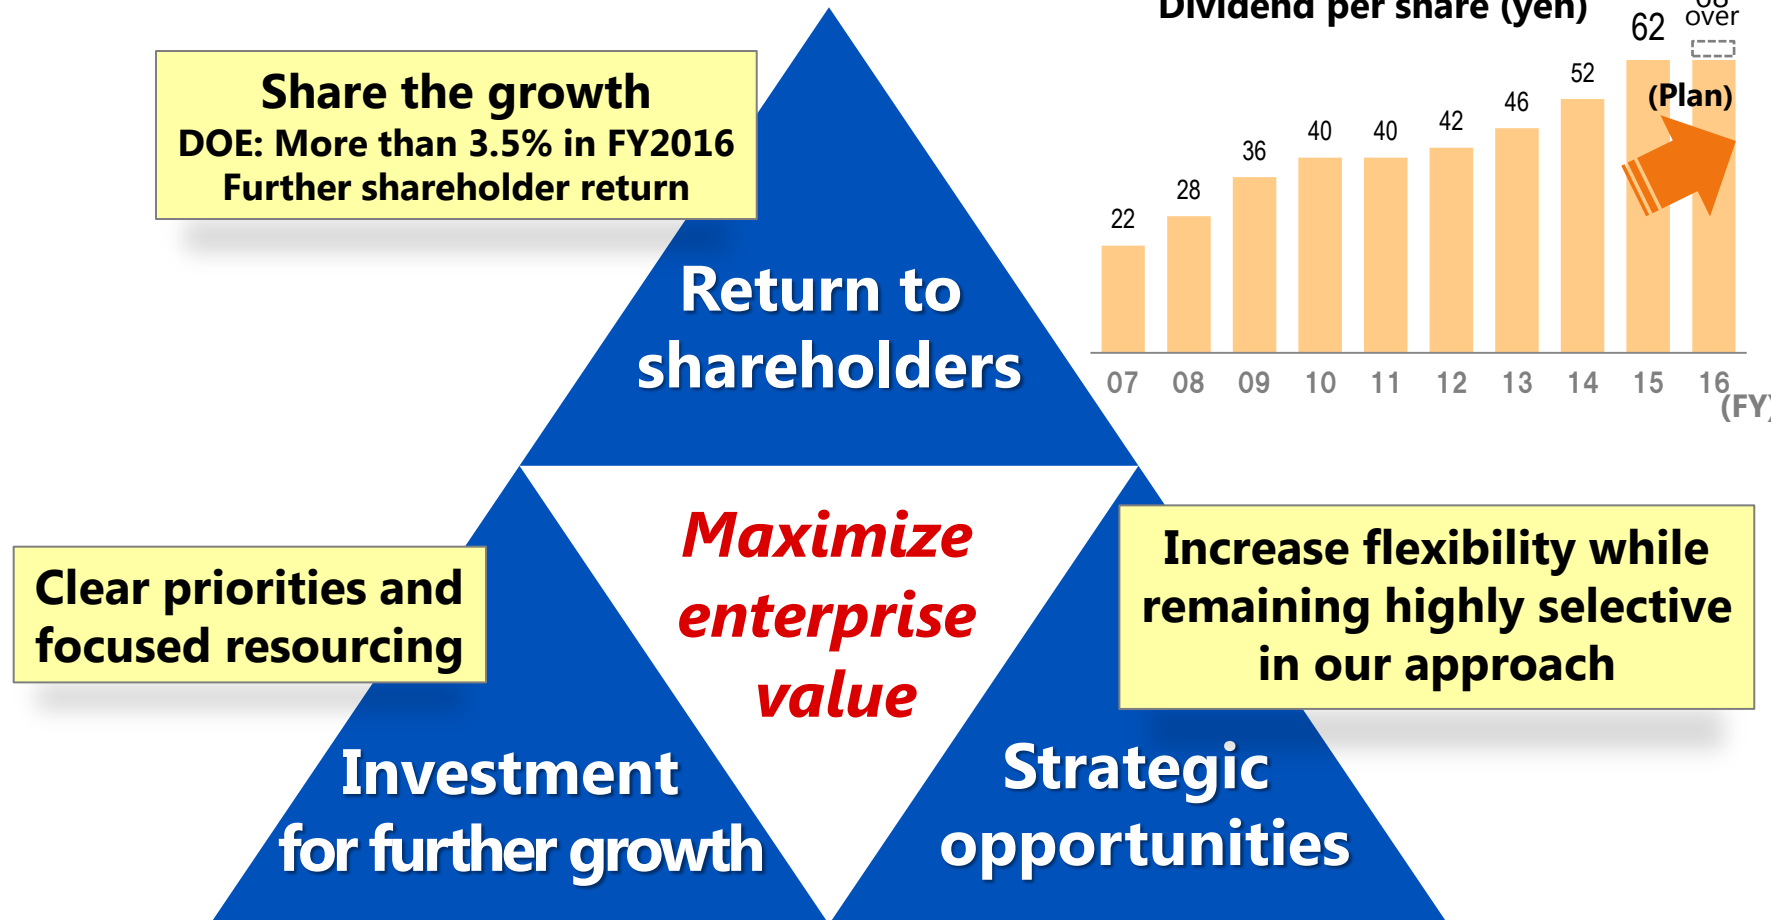 Dividend per share (yen)
over
62
52
46
42
40
40
36
28
22
(Plan)
07 08 09 10 11 12 13 14 15 16
(FY)
Share the growth
DOE: More than 3.5% in FY2016
Further shareholder return
Return to
shareholders
Maximize
enterprise
value
Clear priorities and
focused resourcing
Increase flexibility while
remaining highly selective
in our approach
Investment
for further growth
Strategic
opportunities